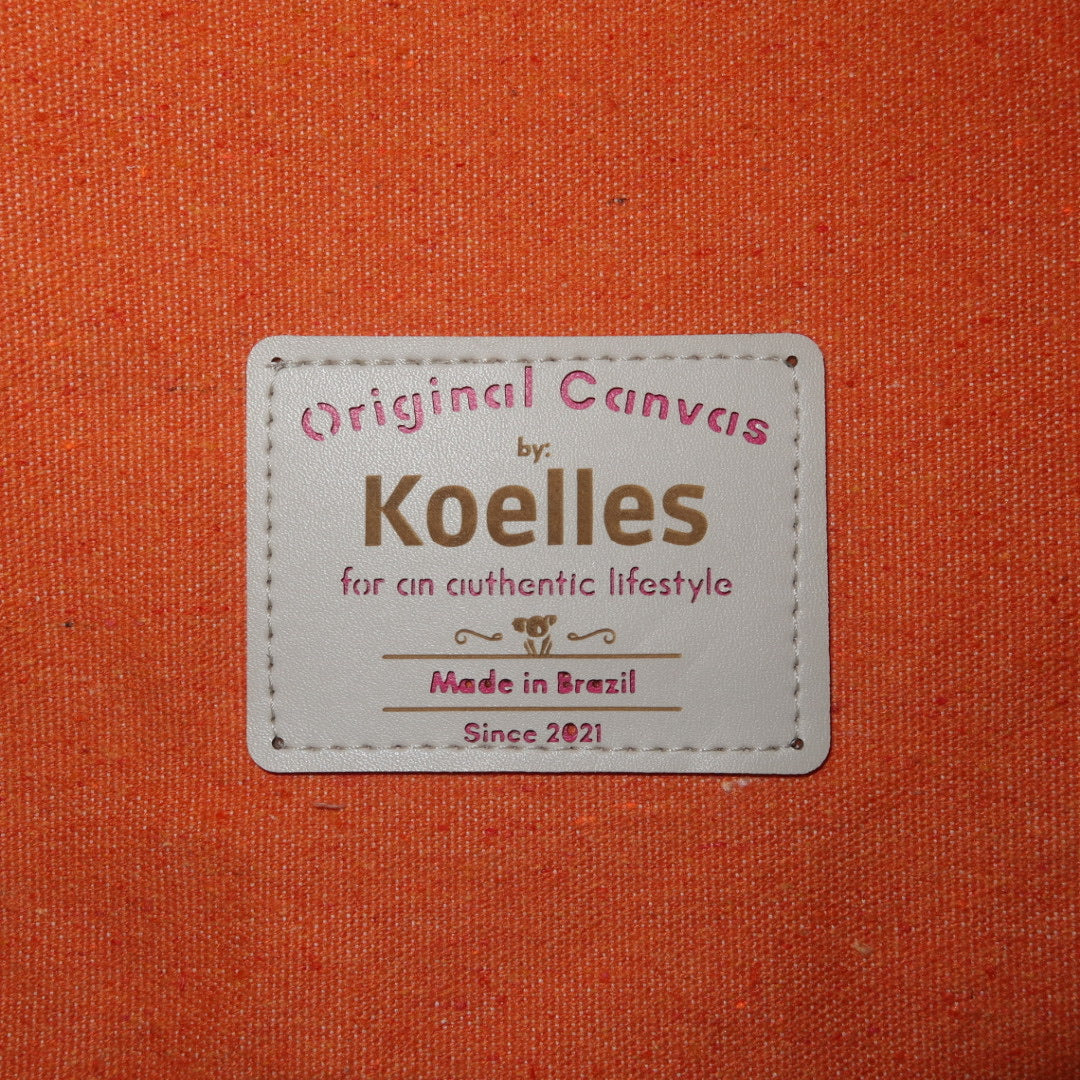 Original Canvas
by:
Koelles
for an authentic lifestyle
Made in Brazil
Since 2021